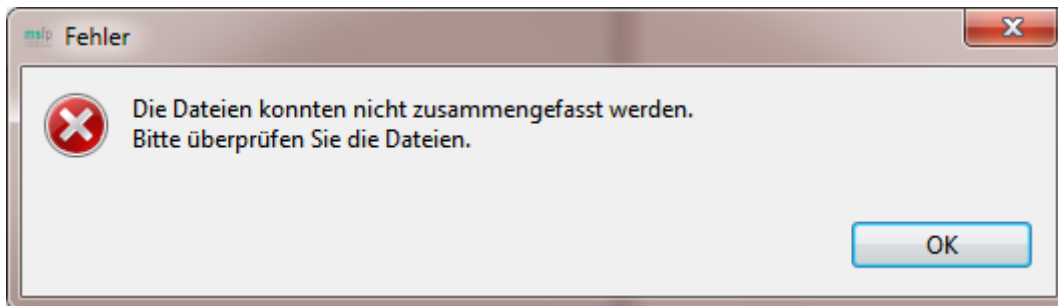 msfp Fehler
Die Dateien konnten nicht zusammengefasst werden.
Bitte überprüfen Sie die Dateien.
OK